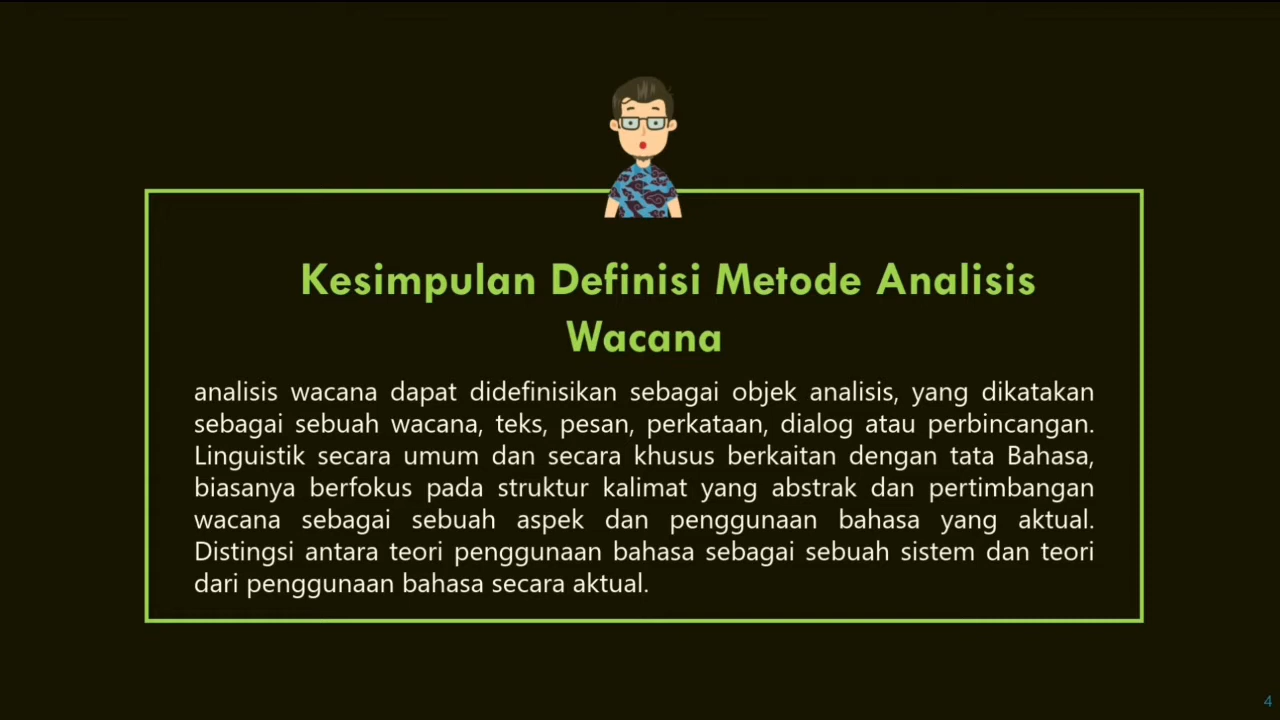 Kesimpulan Definisi Metode Analisis
Wacana
analisis wacana dapat didefinisikan sebagai objek analisis, yang dikatakan
sebagai sebuah wacana, teks, pesan, perkataan, dialog atau perbincangan.
Linguistik secara umum dan secara khusus berkaitan dengan tata Bahasa,
biasanya berfokus pada struktur kalimat yang abstrak dan pertimbangan
wacana sebagai sebuah aspek dan penggunaan bahasa yang aktual.
Distingsi antara teori penggunaan bahasa sebagai sebuah sistem dan teori
dari penggunaan bahasa secara aktual.
4